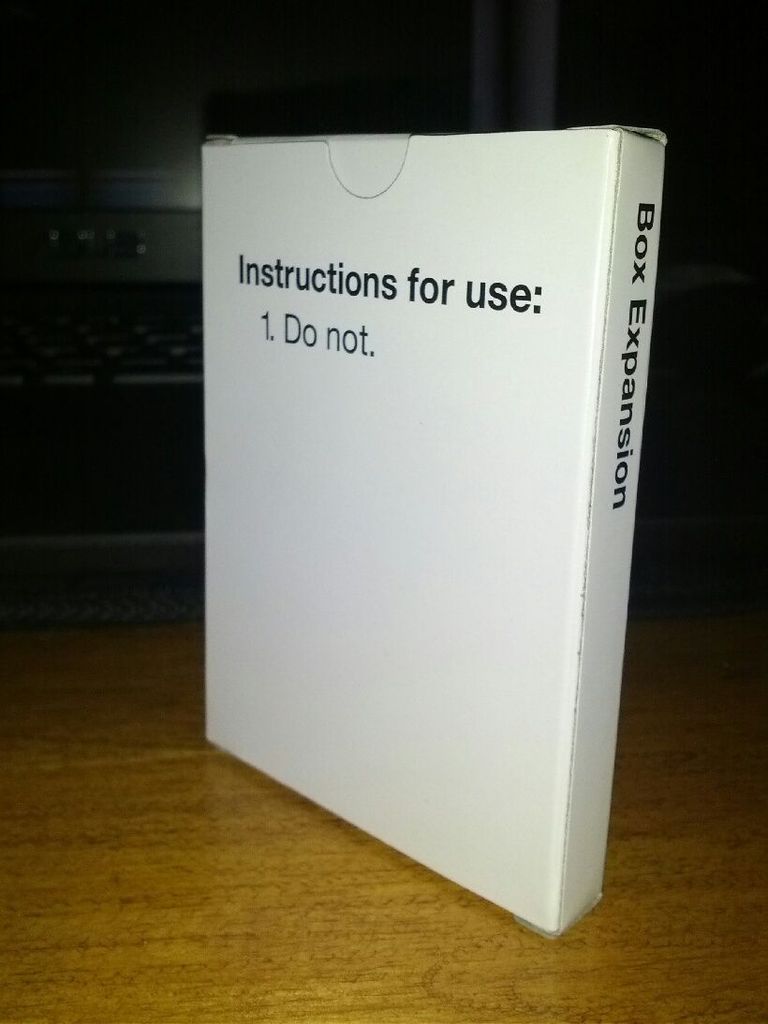 Instructions for use:
1. Do not.
Box Expansion